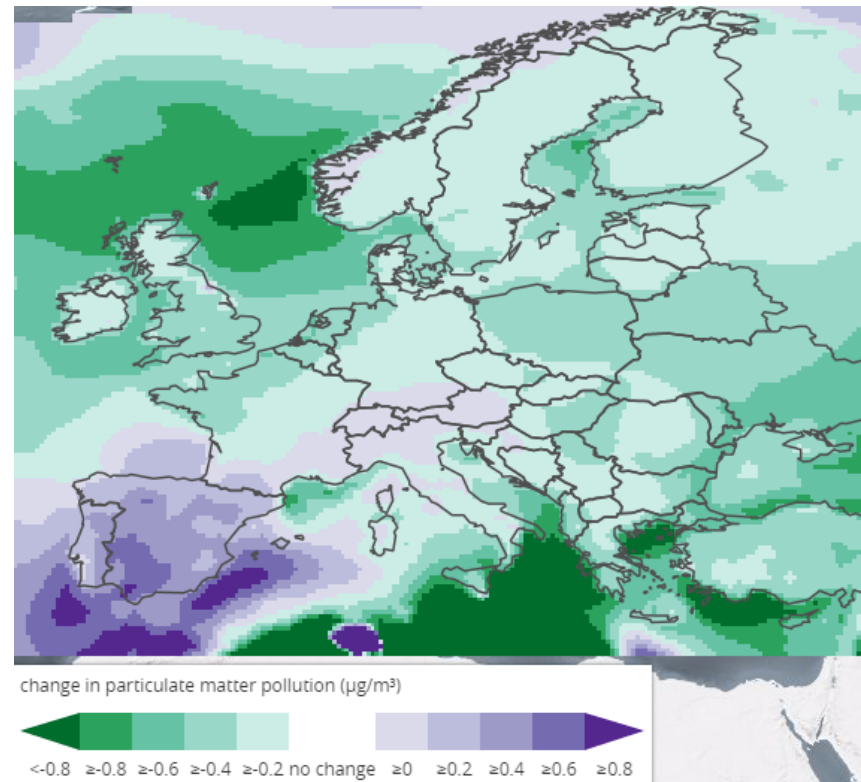 change in particulate matter pollution (µg/m³)
<-0.8 ≥-0.8 ≥-0.6 ≥-0.4 ≥-0.2 no change ≥0 ≥0.2 ≥0.4 ≥0.6 ≥0.8